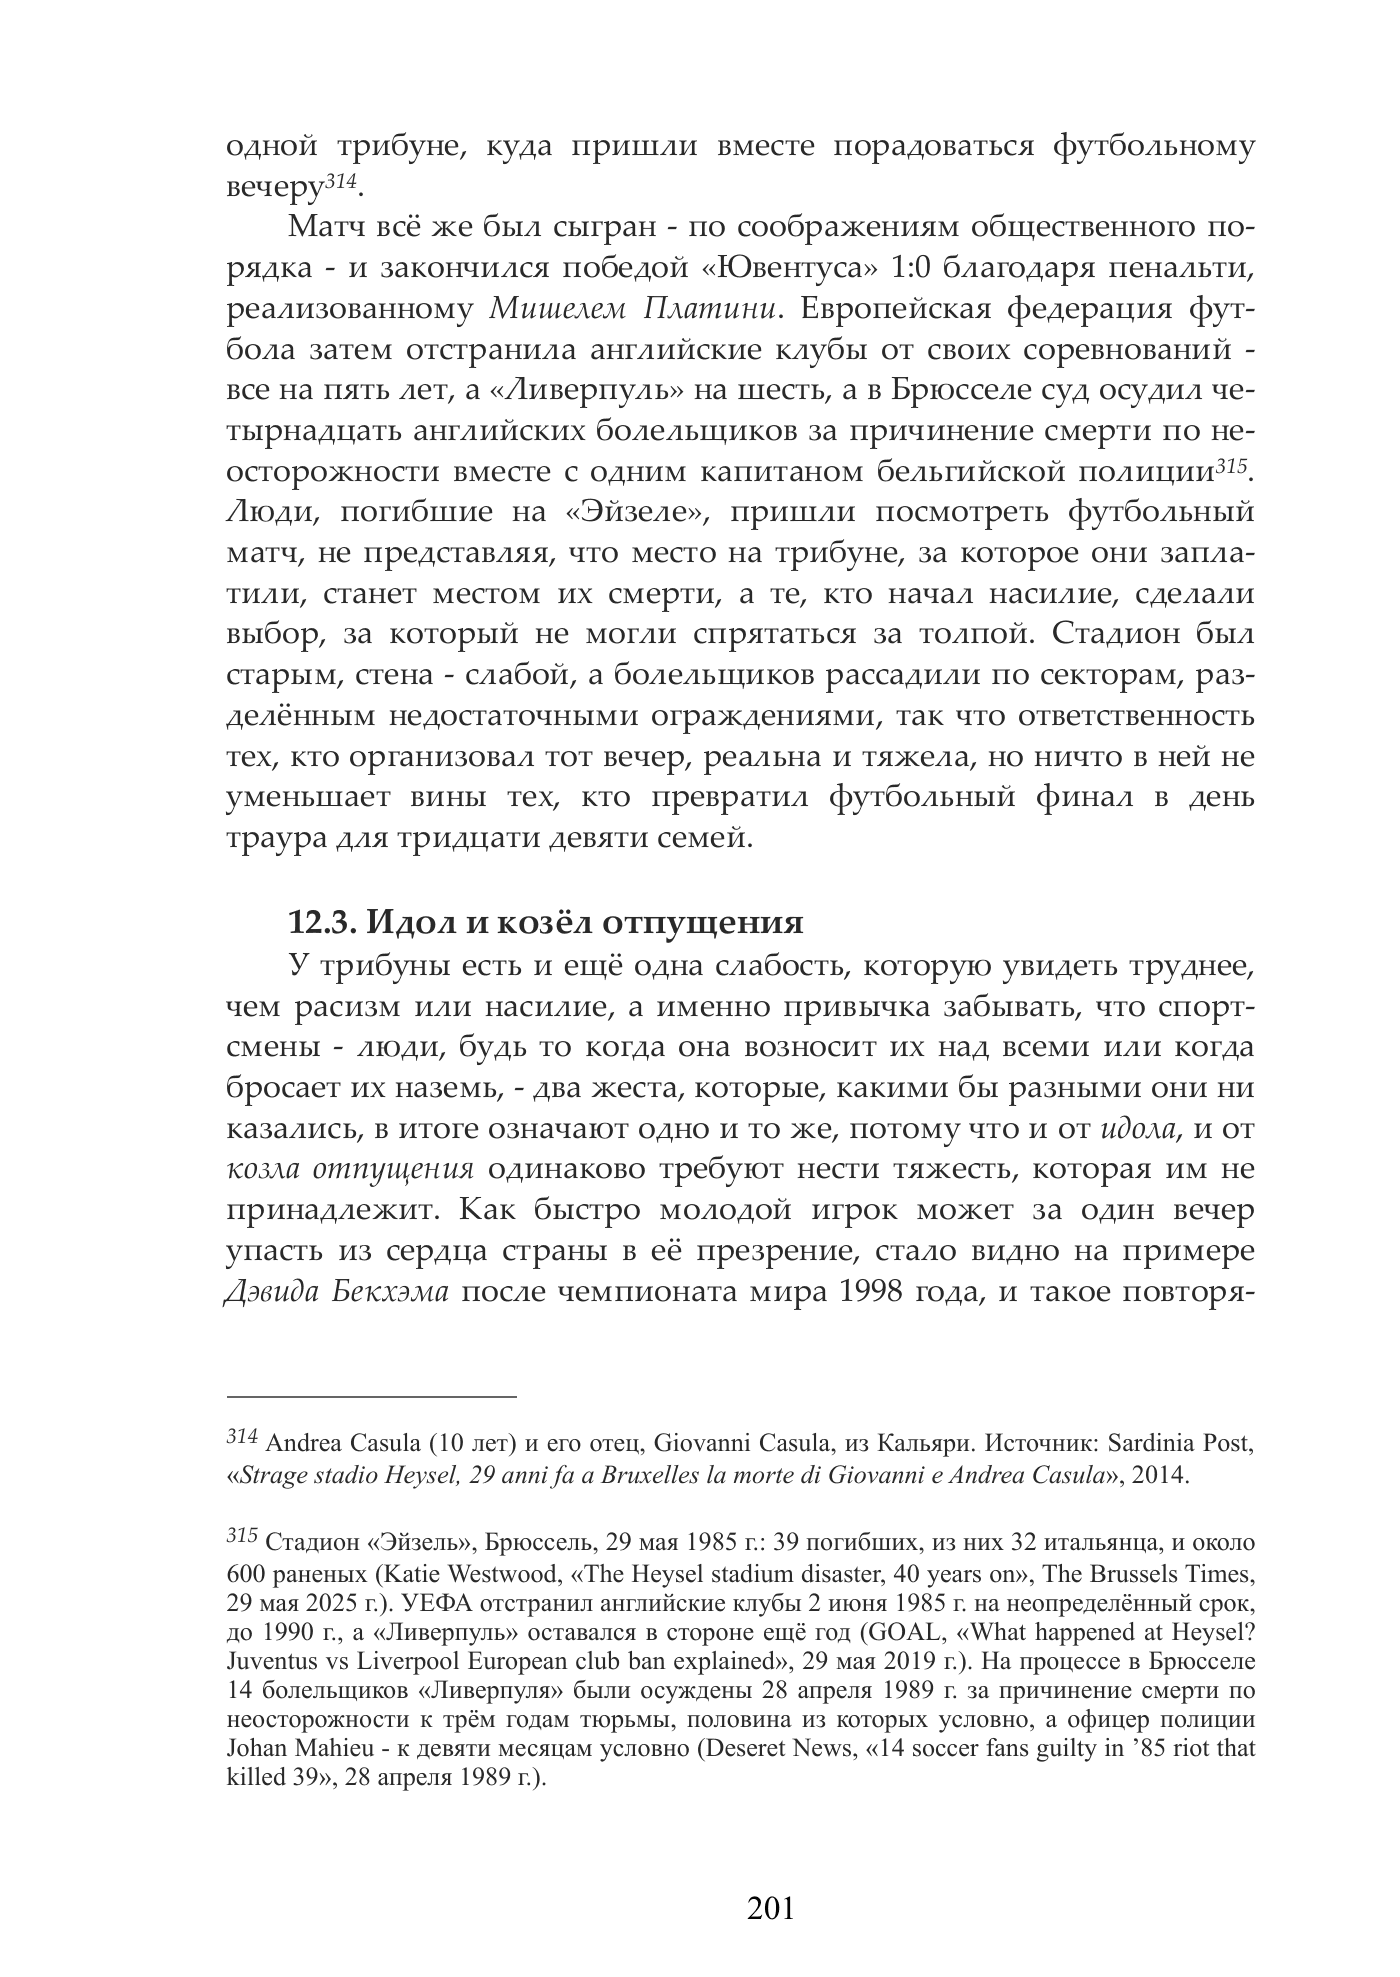 одной трибуне, куда пришли вместе порадоваться футбольному
вечеру314.
Матч всё же был сыгран - по соображениям общественного по-
рядка - и закончился победой «Ювентуса» 1:0 благодаря пенальти,
реализованному Мишелем Платини. Европейская федерация фут-
бола затем отстранила английские клубы от своих соревнований -
все на пять лет, а «Ливерпуль» на шесть, а в Брюсселе суд осудил че-
тырнадцать английских болельщиков за причинение смерти по не-
осторожности вместе с одним капитаном бельгийской полиции315.
Люди, погибшие на «Эйзеле», пришли посмотреть футбольный
матч, не представляя, что место на трибуне, за которое они запла-
тили, станет местом их смерти, а те, кто начал насилие, сделали
выбор, за который не могли спрятаться за толпой. Стадион был
старым, стена - слабой, а болельщиков рассадили по секторам, раз-
делённым недостаточными ограждениями, так что ответственность
тех, кто организовал тот вечер, реальна и тяжела, но ничто в ней не
уменьшает вины тех, кто превратил футбольный финал в день
траура для тридцати девяти семей.
12.3. Идол и козёл отпущения
У трибуны есть и ещё одна слабость, которую увидеть труднее,
чем расизм или насилие, а именно привычка забывать, что спорт-
смены - люди, будь то когда она возносит их над всеми или когда
бросает их наземь, - два жеста, которые, какими бы разными они ни
казались, в итоге означают одно и то же, потому что и от идола, и от
козла отпущения одинаково требуют нести тяжесть, которая им не
принадлежит. Как быстро молодой игрок может за один вечер
упасть из сердца страны в её презрение, стало видно на примере
Дэвида Бекхэма после чемпионата мира 1998 года, и такое повторя-
314 Andrea Casula (10 лет) и его отец, Giovanni Casula, из Кальяри. Источник: Sardinia Post,
«Strage stadio Heysel, 29 anni fa a Bruxelles la morte di Giovanni e Andrea Casula», 2014.
315 Стадион «Эйзель», Брюссель, 29 мая 1985 г.: 39 погибших, из них 32 итальянца, и около
600 раненых (Katie Westwood, «The Heysel stadium disaster, 40 years on», The Brussels Times,
29 мая 2025 г.). УЕФА отстранил английские клубы 2 июня 1985 г. на неопределённый срок,
до 1990 г., а «Ливерпуль» оставался в стороне ещё год (GOAL, «What happened at Heysel?
Juventus vs Liverpool European club ban explained», 29 мая 2019 г.). На процессе в Брюсселе
14 болельщиков «Ливерпуля» были осуждены 28 апреля 1989 г. за причинение смерти по
неосторожности к трём годам тюрьмы, половина из которых условно, а офицер полиции
Johan Mahieu - к девяти месяцам условно (Deseret News, «14 soccer fans guilty in ’85 riot that
killed 39», 28 апреля 1989 г.).
201